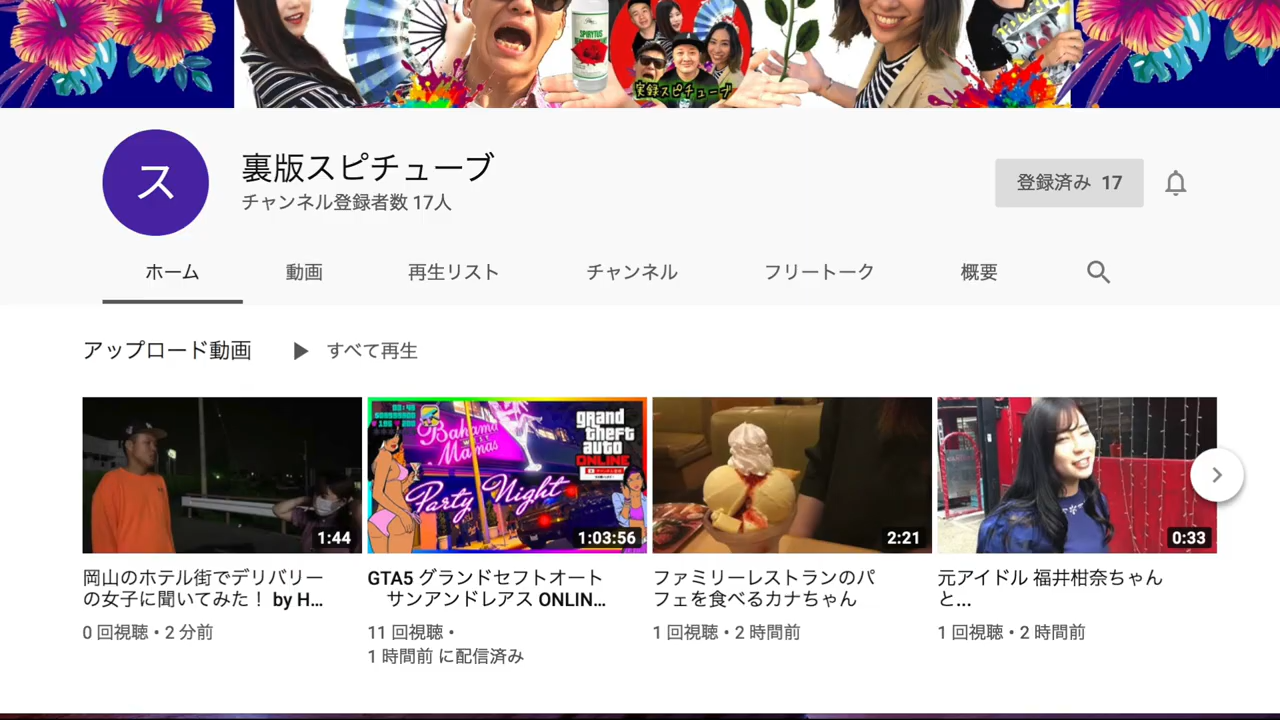 SPIRYTUS
実録スピチューブ
ス
裏版スピチューブ
チャンネル登録者数 17人
登録済み 17
ホーム
動画
再生リスト
チャンネル
フリートーク
概要
アップロード動画
すべて再生
1:44
Bahama
Mamas
Party Night
grand
theft
auto
ONLINE
1:03:56
2:21
0:33
岡山のホテル街でデリバリー
の女子に聞いてみた！ by H...
0 回視聴・2 分前
GTA5 グランドセフトオート
サンアンドレアス ONLIN...
11 回視聴・
1 時間前 に配信済み
ファミリーレストランのパ
フェを食べるカナちゃん
1 回視聴・2 時間前
元アイドル 福井柑奈ちゃん
と...
1 回視聴・2 時間前